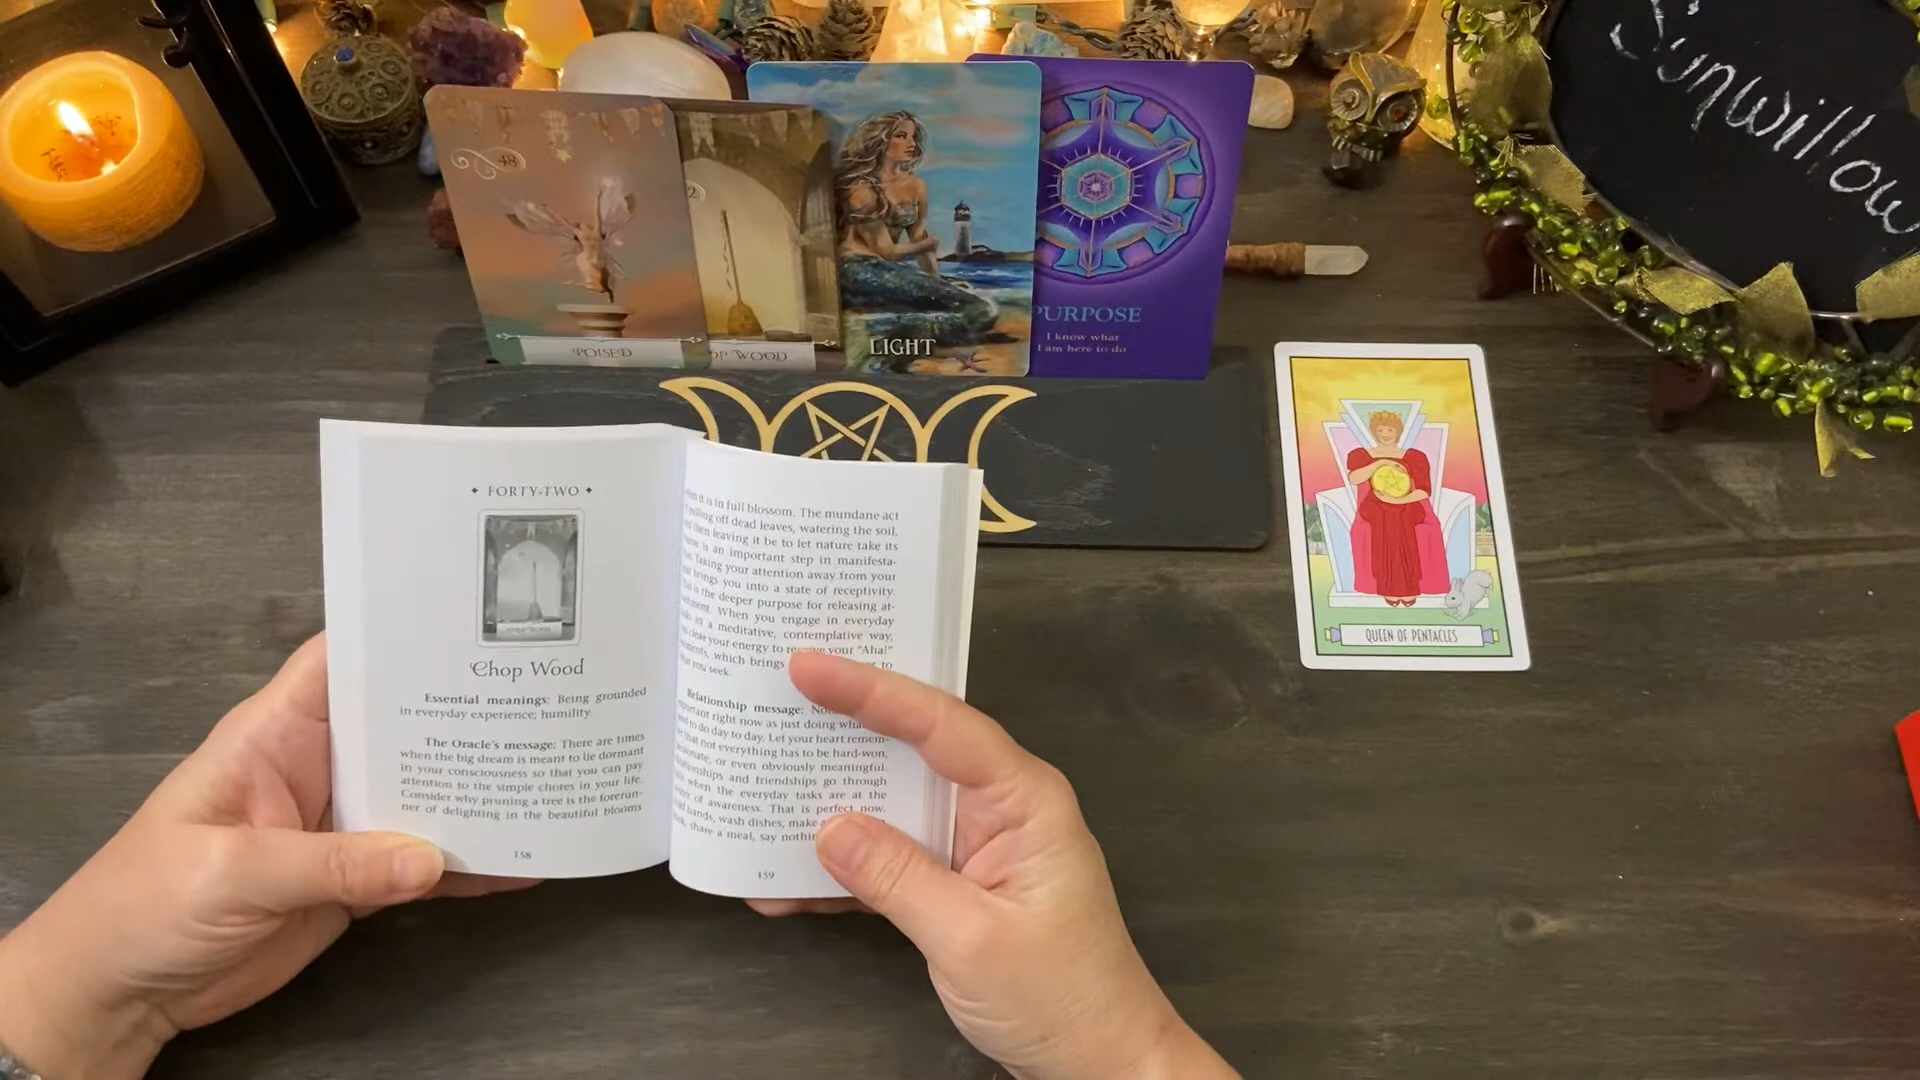 Sunwillow
48
POISED
OP WOOD
LIGHT
PURPOSE
I know what
I am here to do
QUEEN OF PENTACLES
FORTY-TWO
Chop Wood
Essential meanings: Being grounded
in everyday experience; humility.
The Oracle's message: There are times
when the big dream is meant to lie dormant
in your consciousness so that you can pay
attention to the simple chores in your life.
Consider why pruning a tree is the forerun-
ner of delighting in the beautiful blooms
158
it is in full blossom. The mundane act
pulling off dead leaves, watering the soil,
then leaving it be to let nature take its
is an important step in manifesta-
Taking your attention away from your
brings you into a state of receptivity.
is the deeper purpose for releasing at-
When you engage in everyday
in a meditative, contemplative way,
clear your energy to your "Aha!"
which brings to
you seek.
Relationship message:
right now as just doing
to do day to day. Let your heart remem-
that not everything has to be hard-won,
or even obviously meaningful.
and friendships go through
when the everyday tasks are at the
of awareness. That is perfect now.
hands, wash dishes, make
share a meal, say
159